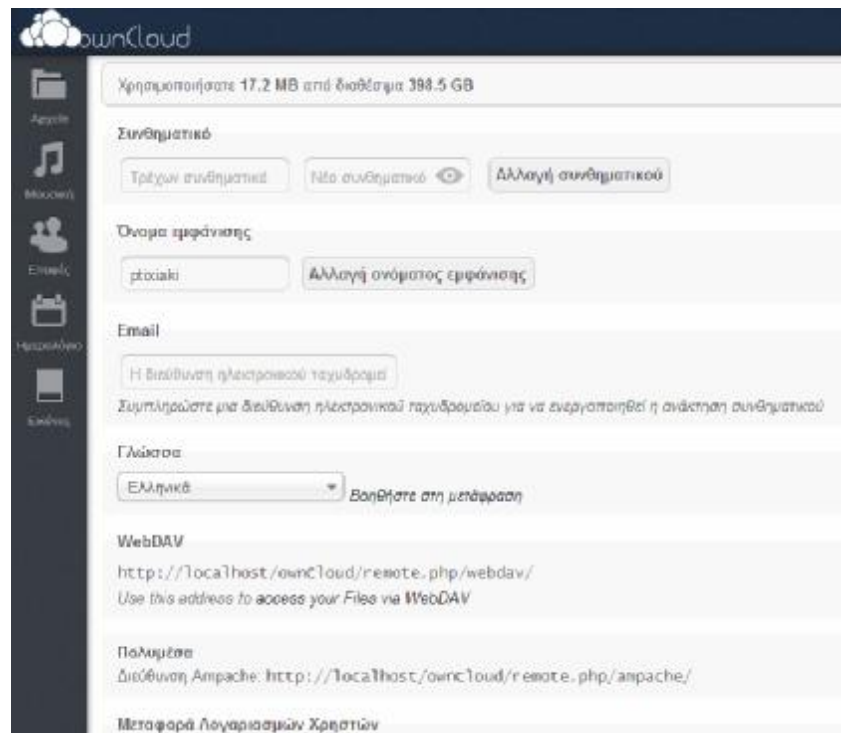 ownCloud
Χρησιμοποιήσατε 17.2 MB από διαθέσιμα 398.5 GB
Αρχεία
Συνθηματικό
Τρέχων συνθηματικό Νέο συνθηματικό Αλλαγή συνθηματικού
Μουσική
Όνομα εμφάνισης
Επαφές
ptixiaki Αλλαγή ονόματος εμφάνισης
Ημερολόγιο
Email
Η διεύθυνση ηλεκτρονικού ταχυδρομεί
Εικόνες
Συμπληρώστε μια διεύθυνση ηλεκτρονικού ταχυδρομείου για να ενεργοποιηθεί η ανάκτηση συνθηματικού
Γλώσσα
Ελληνικά Βοηθήστε στη μετάφραση
WebDAV
http://localhost/ownCloud/remote.php/webdav/
Use this address to access your Files via WebDAV
Πολυμέσα
Διεύθυνση Ampache: http://localhost/owncloud/remote.php/ampache/
Μεταφορά Λογαριασμών Χρηστών